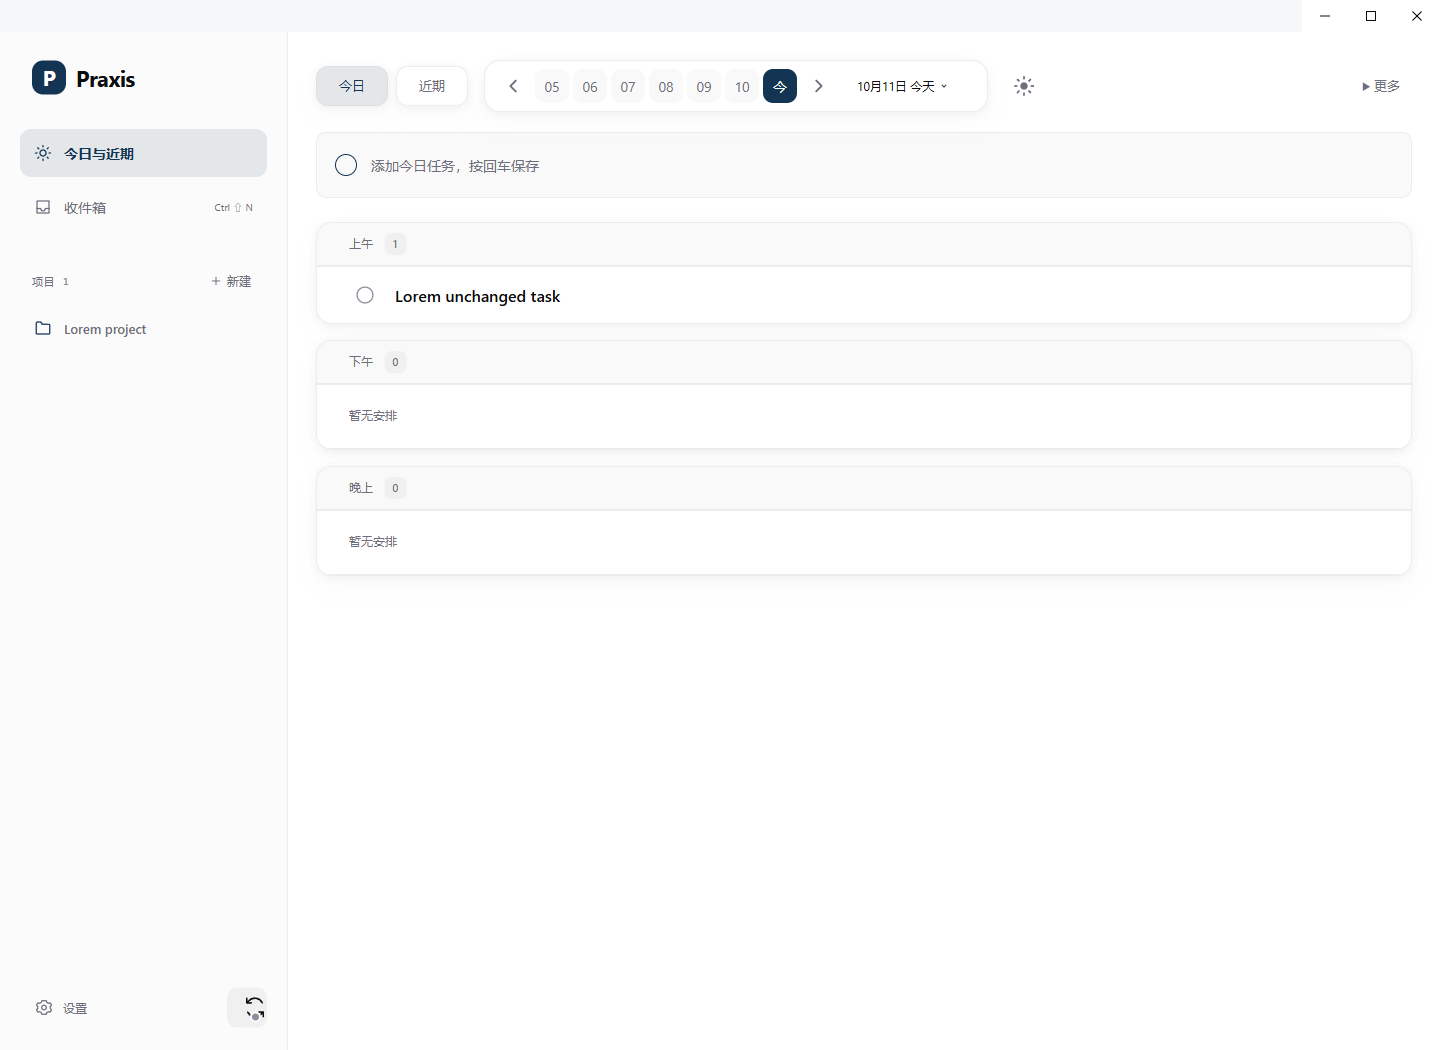 P Praxis
今日与近期
收件箱 Ctrl ⇧ N
项目 1 + 新建
Lorem project
设置
今日 近期 05 06 07 08 09 10 今 10月11日 今天 更多
添加今日任务，按回车保存
上午 1
Lorem unchanged task
下午 0
暂无安排
晚上 0
暂无安排